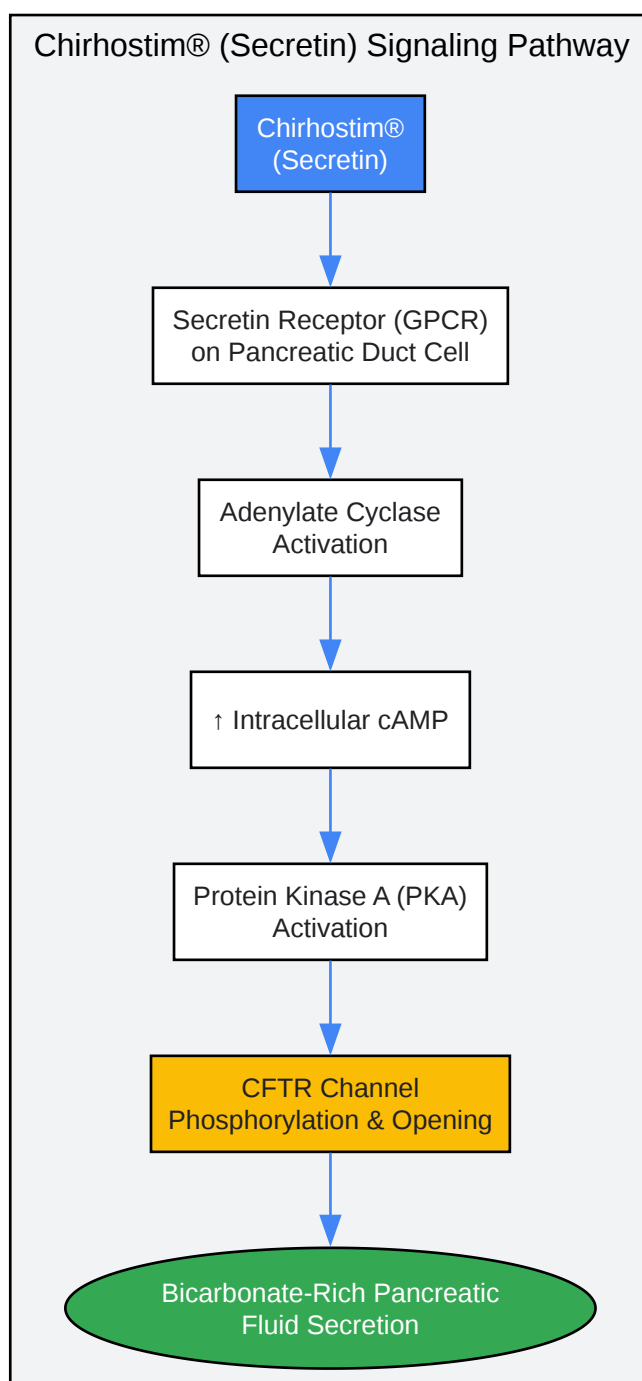 Chirhostim® (Secretin) Signaling Pathway
Chirhostim®
(Secretin)
Secretin Receptor (GPCR)
on Pancreatic Duct Cell
Adenylate Cyclase
Activation
↑ Intracellular cAMP
Protein Kinase A (PKA)
Activation
CFTR Channel
Phosphorylation & Opening
Bicarbonate-Rich Pancreatic
Fluid Secretion